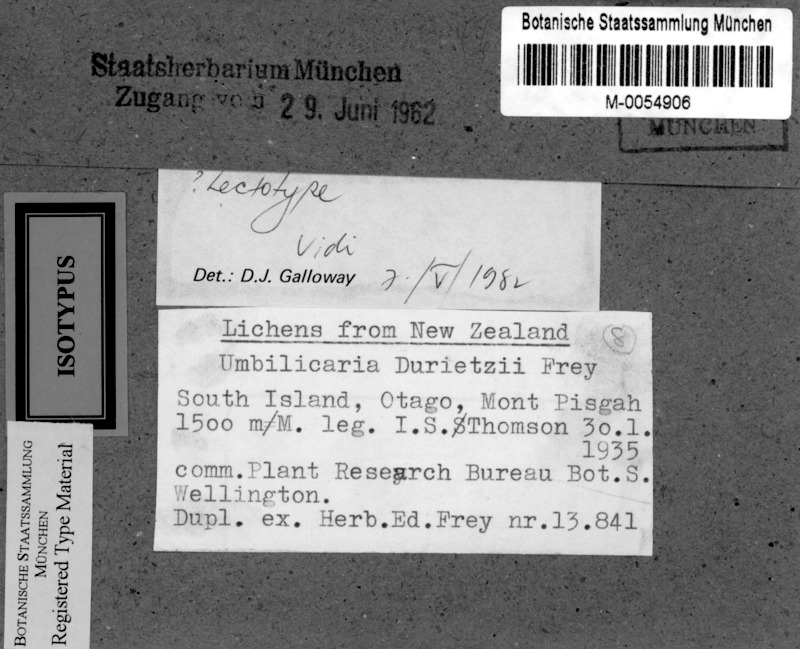 Botanische Staatssammlung München
M-0054906
Staatsherbarium München
Zugang vom 29. Juni 1962
MÜNCHEN
? Lectotype
Vidi
Det.: D.J. Galloway 7./V/1982
ISOTYPUS
BOTANISCHE STAATSSAMMLUNG
MÜNCHEN
Registered Type Material
Lichens from New Zealand
Umbilicaria Durietzii Frey
South Island, Otago, Mont Pisgah
15oo m/M. leg. I.S.Thomson 3o.1.
1935
comm.Plant Research Bureau Bot.S.
Wellington.
Dupl. ex. Herb.Ed.Frey nr.13.841